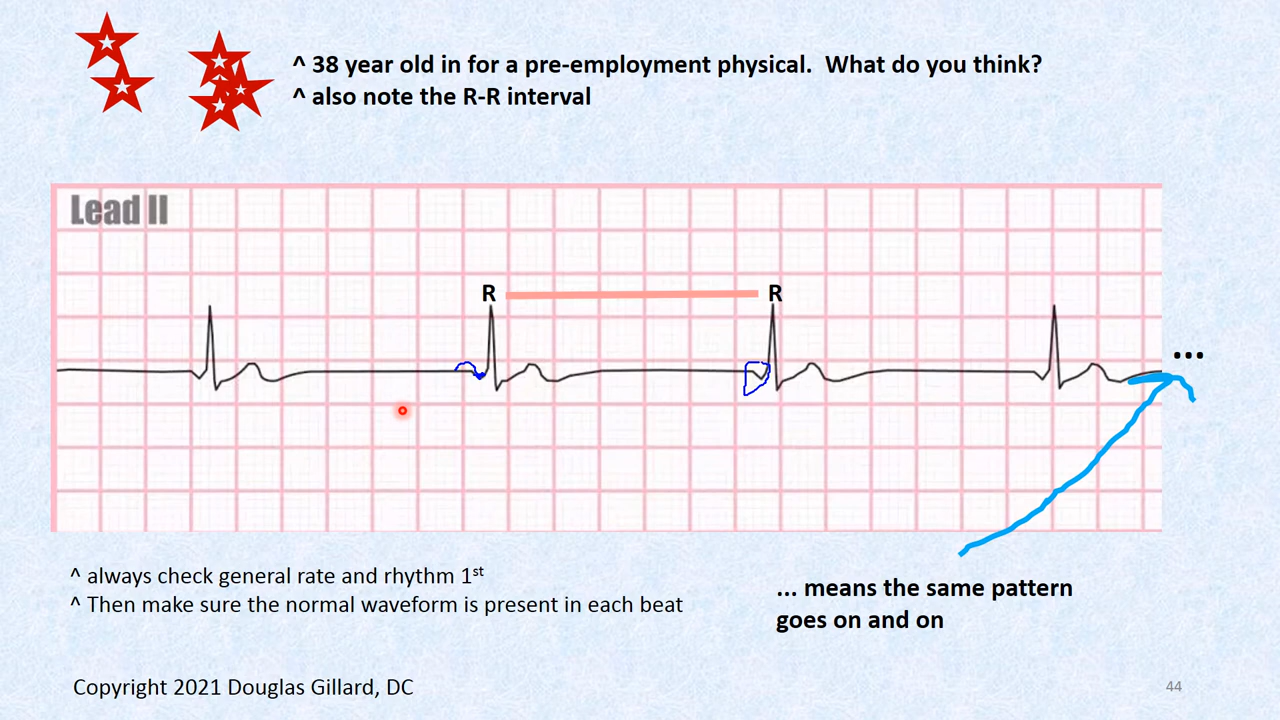 ^ 38 year old in for a pre-employment physical.  What do you think?
^ also note the R-R interval
Lead II
R R
...
^ always check general rate and rhythm 1st
^ Then make sure the normal waveform is present in each beat
... means the same pattern
goes on and on
Copyright 2021 Douglas Gillard, DC
44